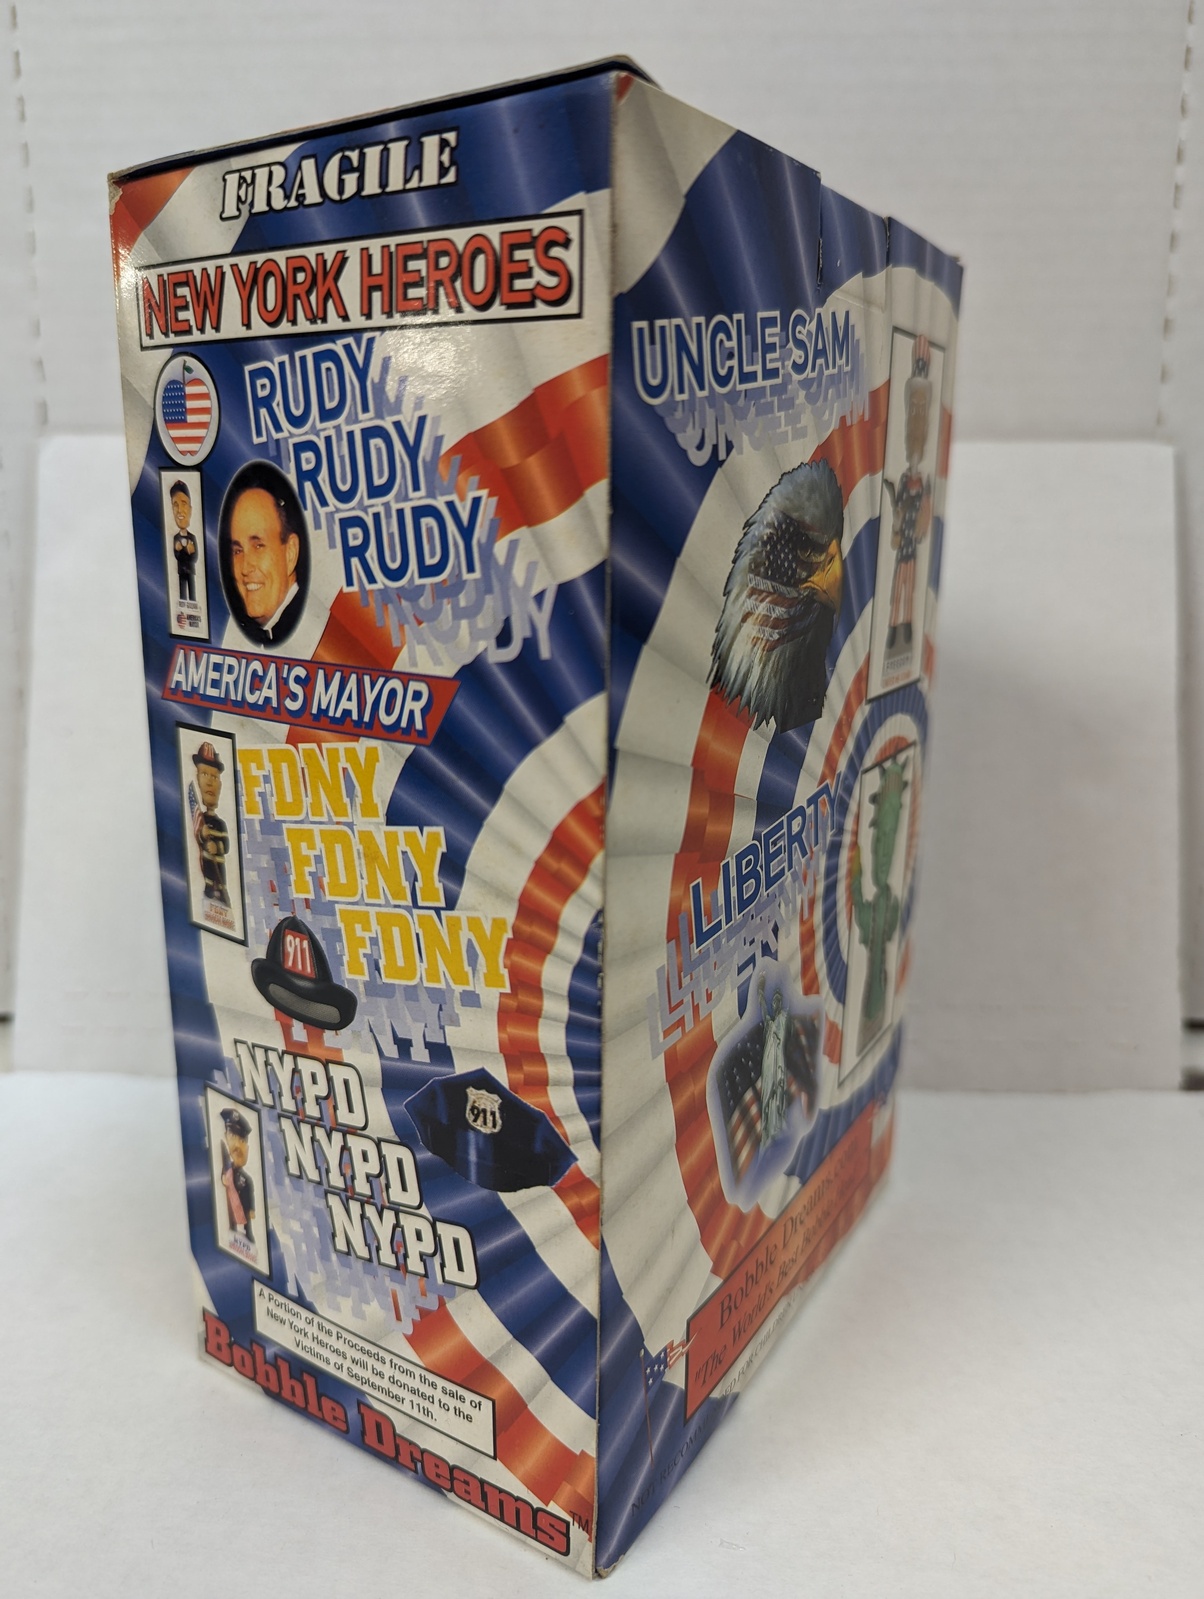 FRAGILE
NEW YORK HEROES
RUDY
RUDY
RUDY
AMERICA'S MAYOR
FDNY
FDNY
FDNY
911
NYPD
NYPD
NYPD
911
A Portion of the Proceeds from the sale of
New York Heroes will be donated to the
Victims of September 11th.
Bobble Dreams™
UNCLE SAM
LIBERTY
Bobble Dreams
"The World's Best Bobble